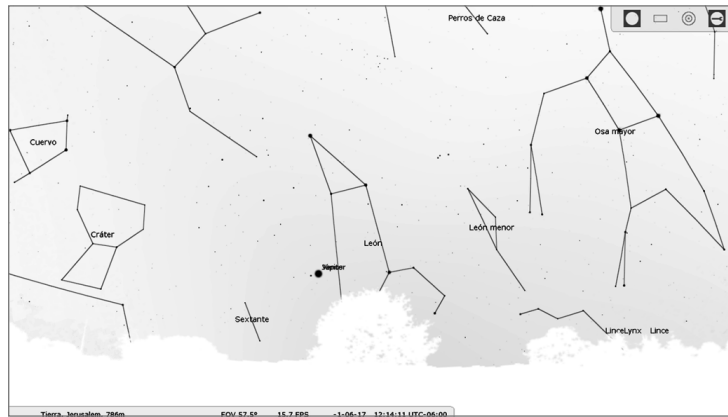 Perros de Caza
Osa mayor
Cuervo
León menor
Cráter
León
Sextante
LinceLynx Lince
Tierra, Jerusalem, 786m FOV 57.5° 15.7 FPS -1-06-17 12:14:11 UTC-06:00